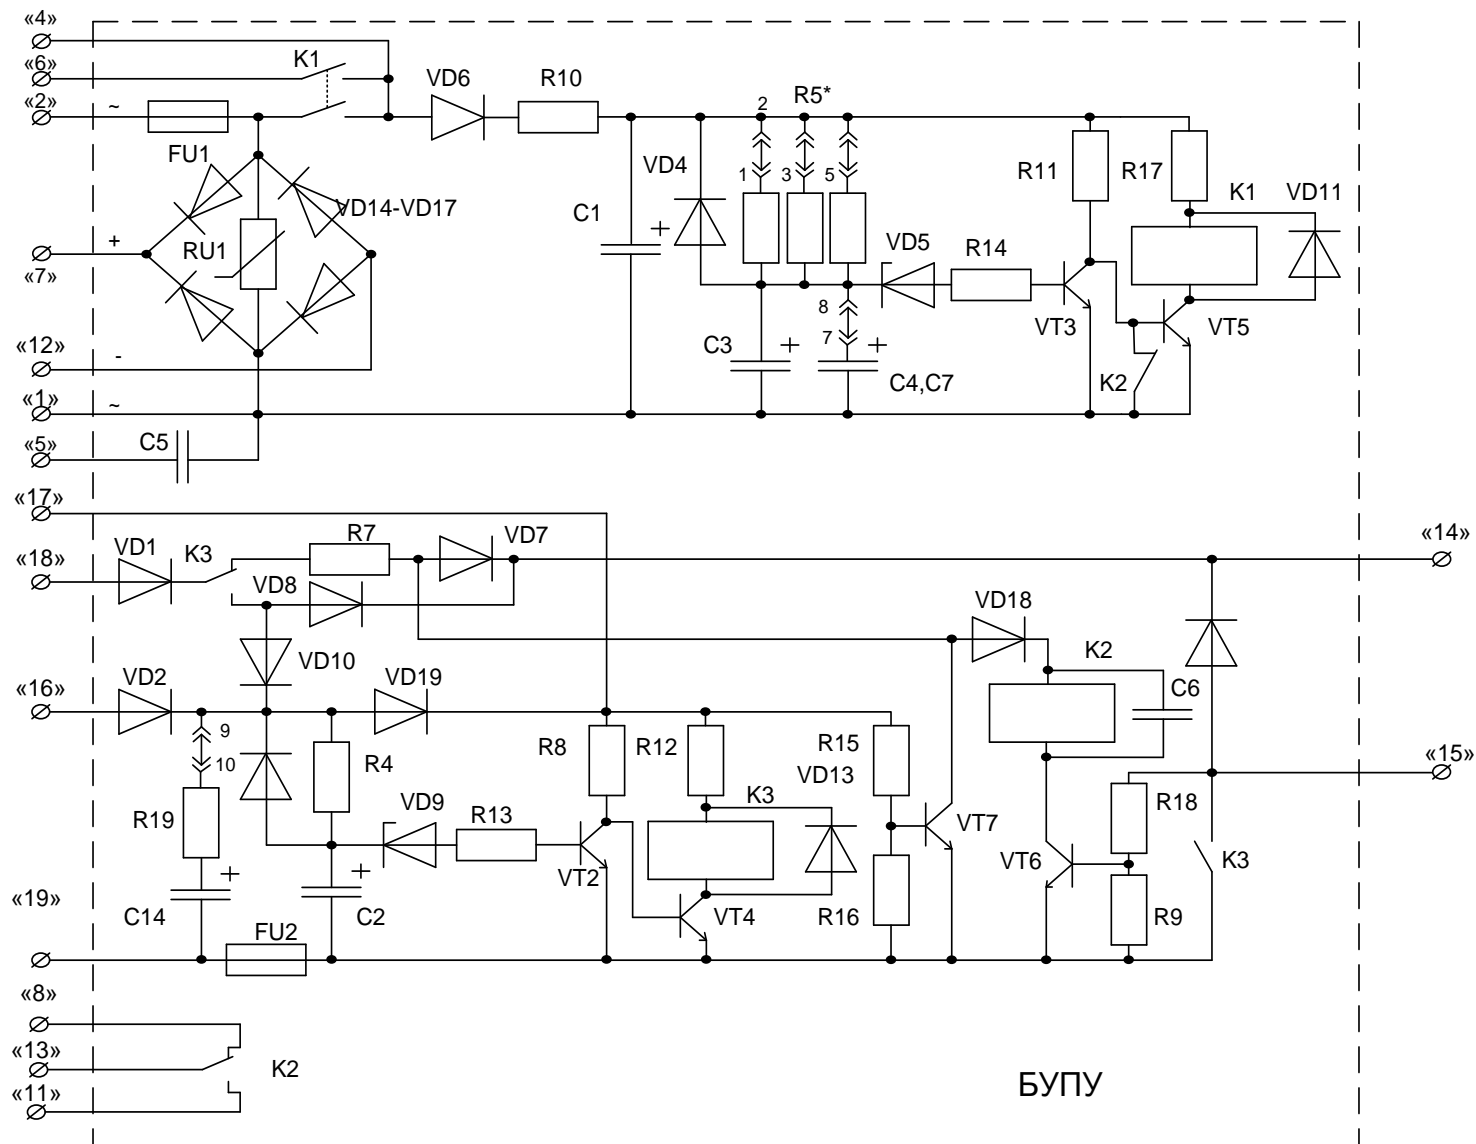 «4»
«6»
K1
VD6
R10
«2»
~
2
R5*
FU1
VD4
1
3
5
R11
R17
K1
VD11
VD14-VD17
C1
+
«7»
+
RU1
VD5
R14
8
7
VT3
VT5
«12»
-
C3
+
+
K2
C4,C7
«1»
~
«5»
C5
«17»
«18»
VD1
K3
R7
VD7
«14»
VD8
VD18
VD10
K2
«16»
VD2
VD19
C6
9
10
R4
R8
R12
R15
VD13
«15»
R19
VD9
R13
K3
R18
VT7
+
+
VT2
VT6
K3
«19»
C14
C2
VT4
R16
R9
FU2
«8»
«13»
K2
«11»
БУПУ